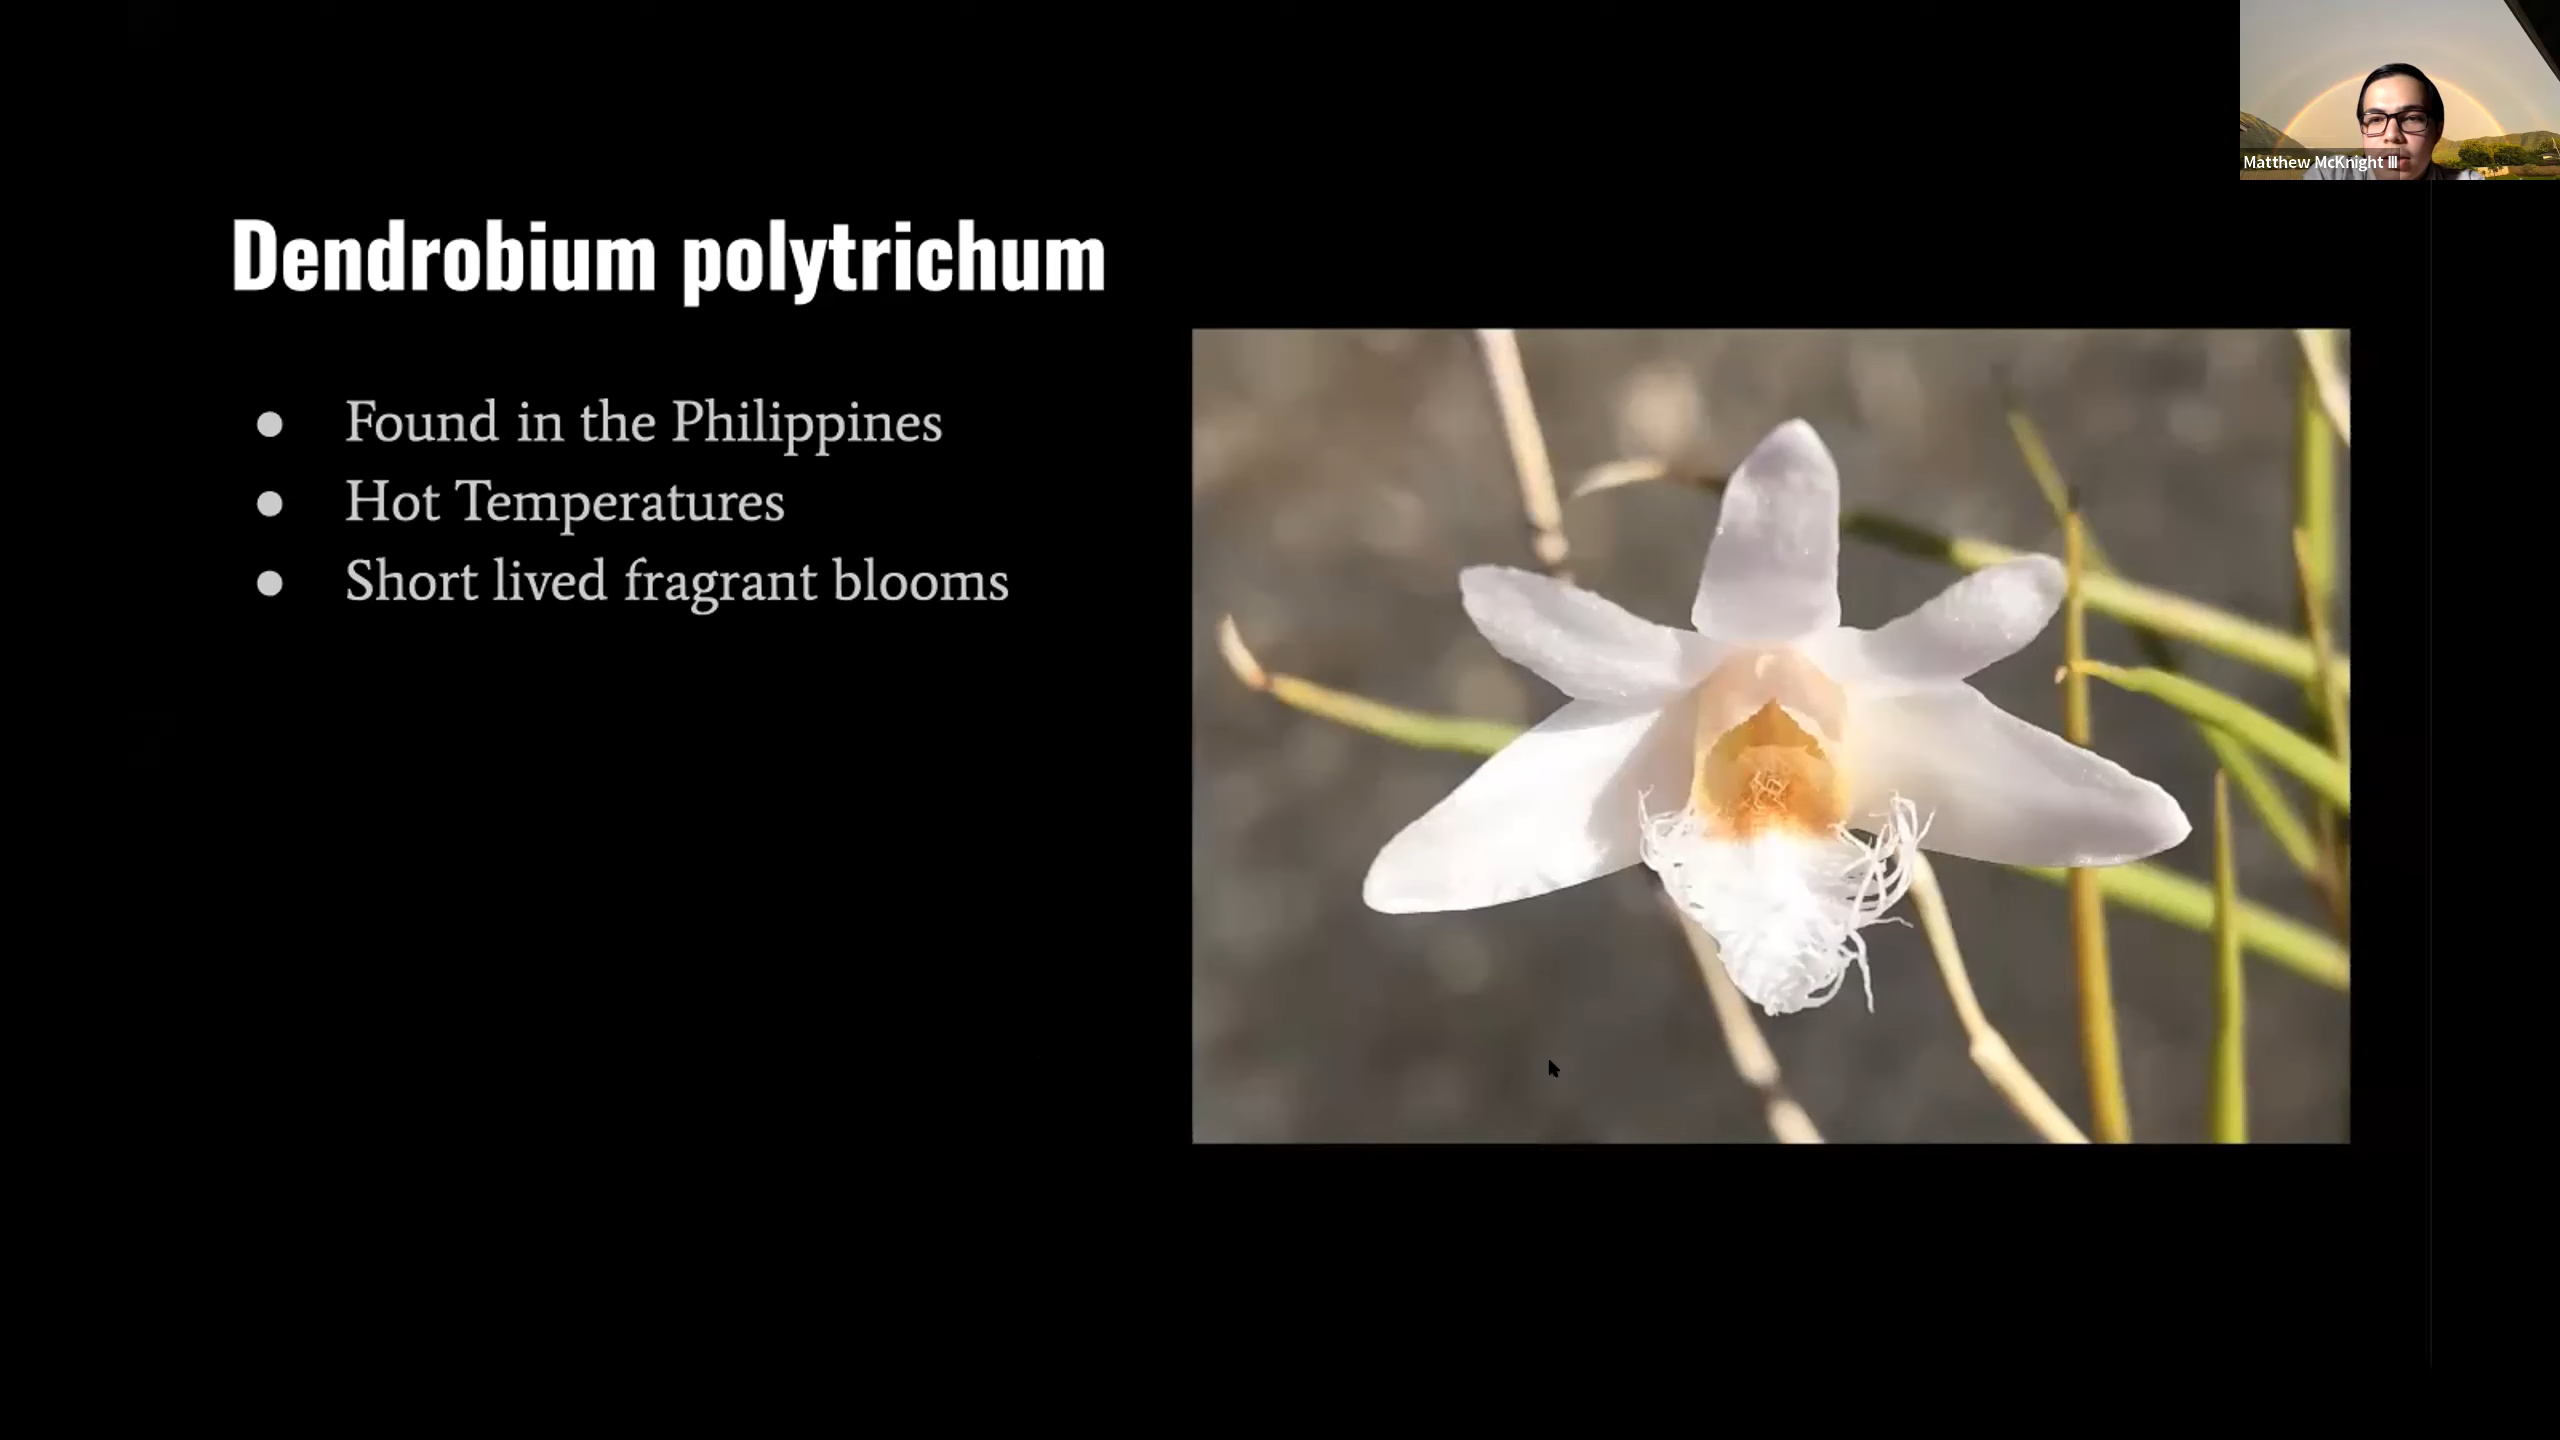 Matthew McKnight III
Dendrobium polytrichum
● Found in the Philippines
● Hot Temperatures
● Short lived fragrant blooms